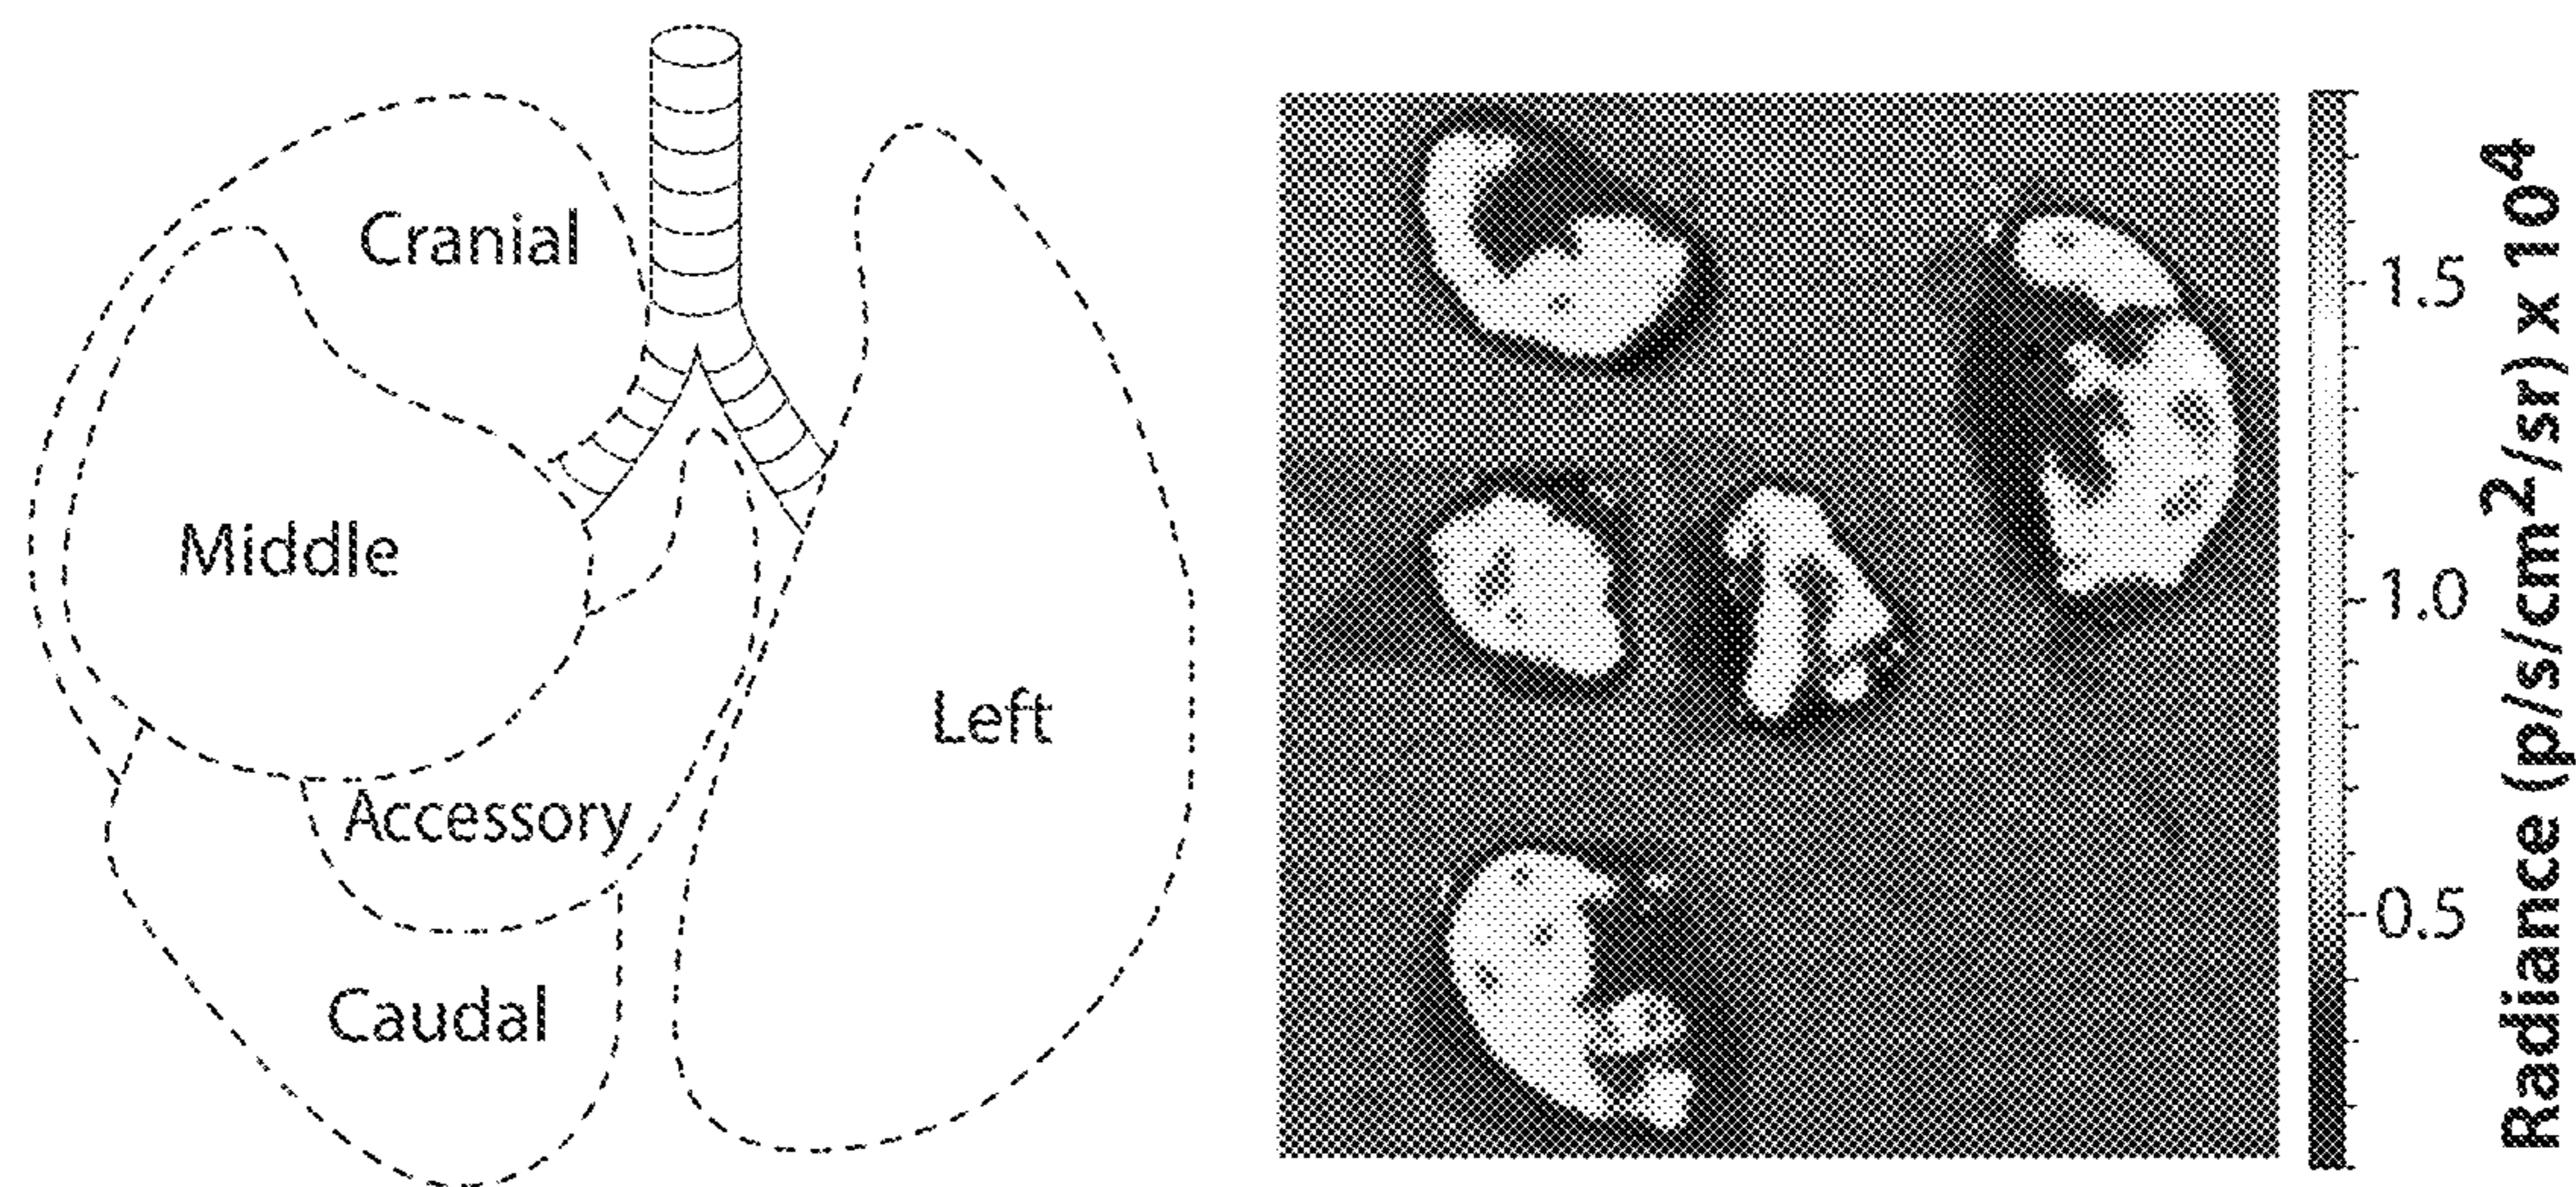 Cranial
Middle
Left
Accessory
Caudal
1.5
1.0
0.5
Radiance (p/s/cm²/sr) x 10⁴